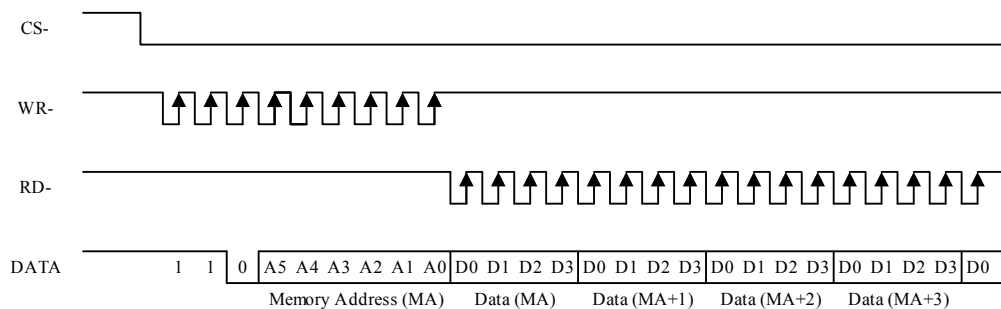 CS-
WR-
RD-
DATA 1 1 0 A5 A4 A3 A2 A1 A0 D0 D1 D2 D3 D0 D1 D2 D3 D0 D1 D2 D3 D0 D1 D2 D3 D0
Memory Address (MA) Data (MA) Data (MA+1) Data (MA+2) Data (MA+3)